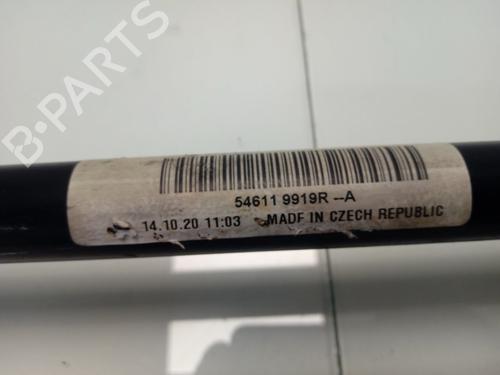 B-PARTS
54611 9919R --A
14.10.20 11:03 MADE IN CZECH REPUBLIC